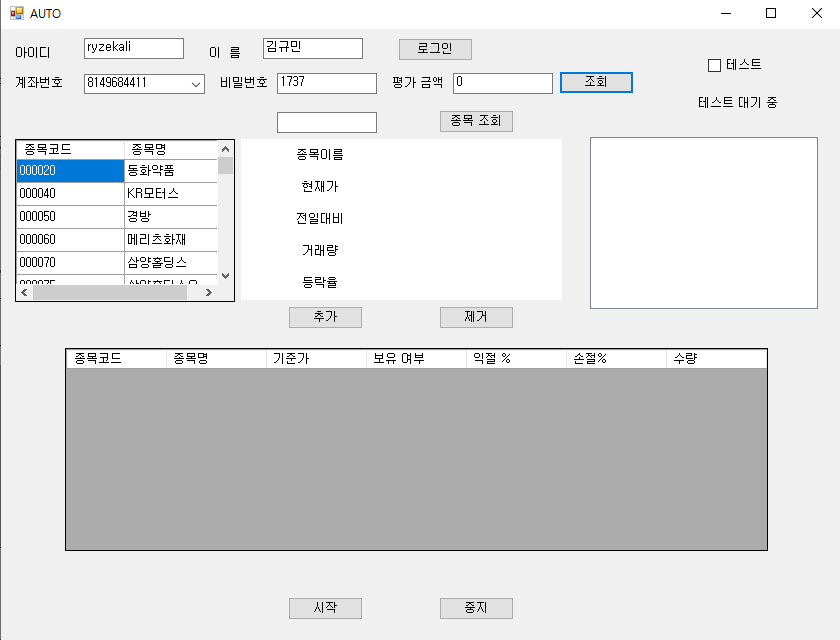 AUTO
아이디 ryzekali 이 름 김규민 로그인
테스트
계좌번호 8149684411 비밀번호 1737 평가 금액 0 조회
테스트 대기 중
종목 조회
종목코드 종목명
000020 동화약품
000040 KR모터스
000050 경방
000060 메리츠화재
000070 삼양홀딩스
종목이름
현재가
전일대비
거래량
등락율
추가 제거
종목코드 종목명 기준가 보유 여부 익절 % 손절% 수량
시작 중지